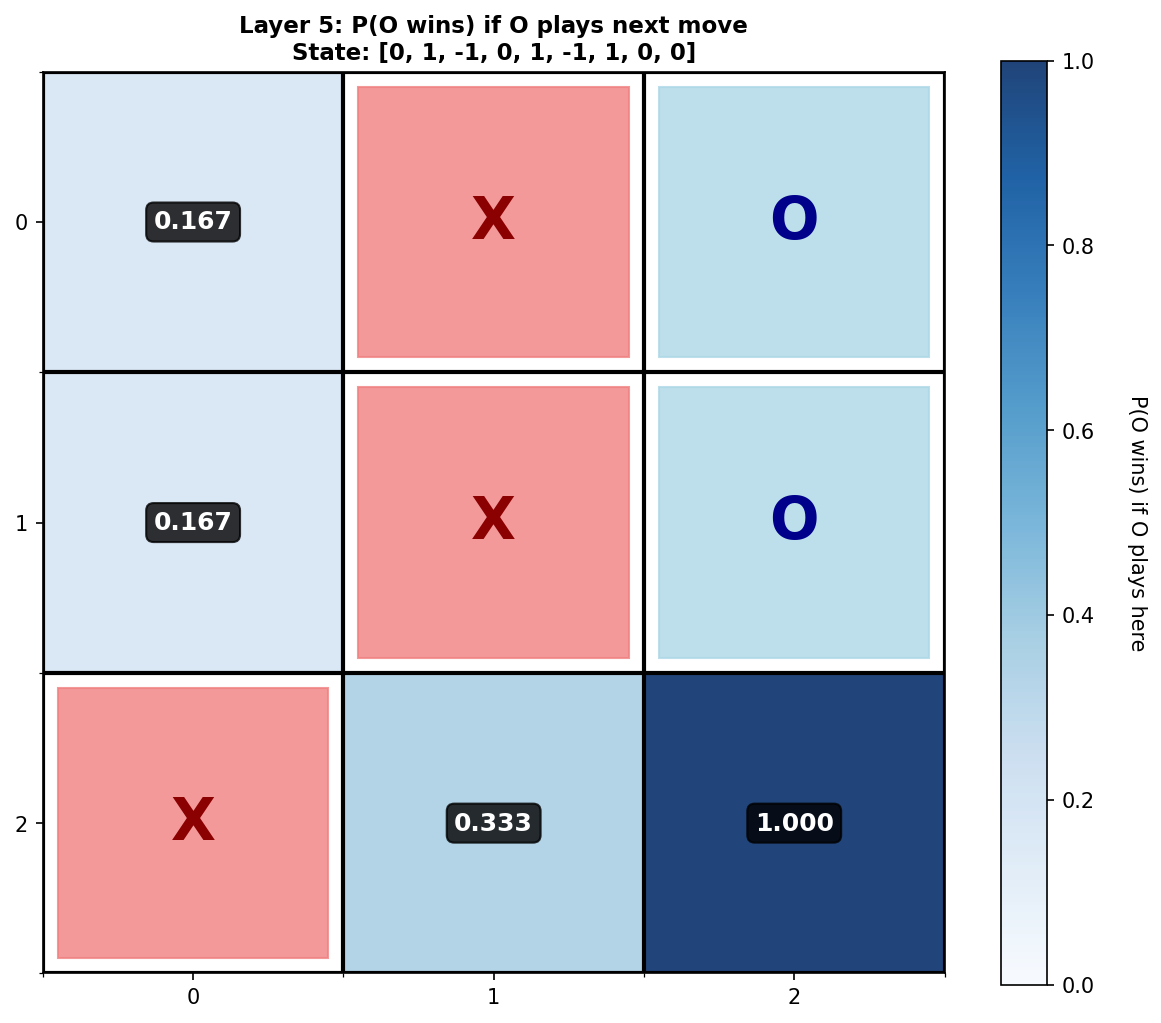 Layer 5: P(O wins) if O plays next move
State: [0, 1, -1, 0, 1, -1, 1, 0, 0]
0
0.167
X
O
1
0.167
X
O
2
X
0.333
1.000
0
1
2
1.0
0.8
0.6
0.4
0.2
0.0
P(O wins) if O plays here